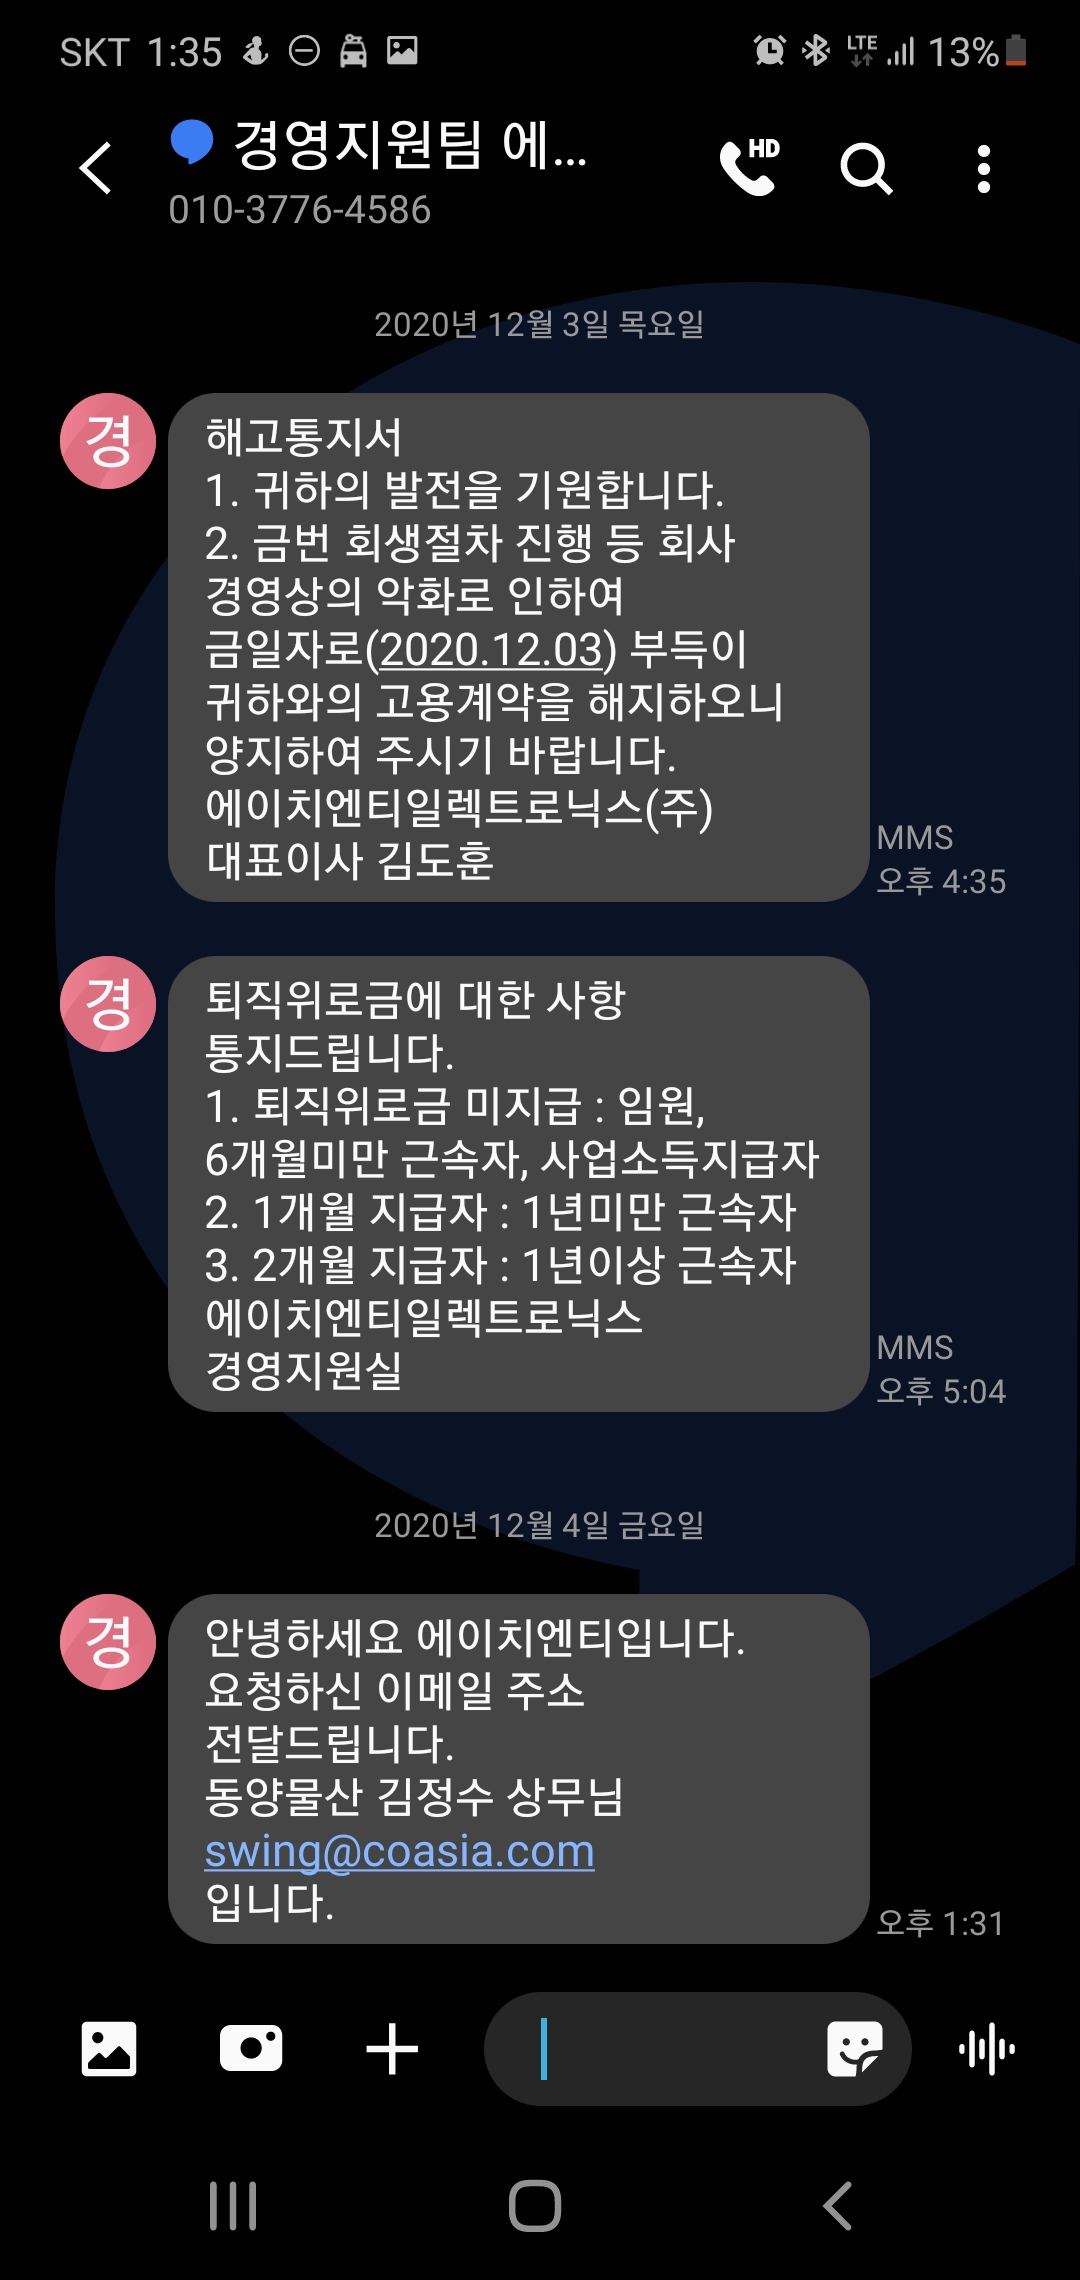 SKT 1:35
LTE 13%
경영지원팀 에...
HD
010-3776-4586
2020년 12월 3일 목요일
경
해고통지서
1. 귀하의 발전을 기원합니다.
2. 금번 회생절차 진행 등 회사
경영상의 악화로 인하여
금일자로(2020.12.03) 부득이
귀하와의 고용계약을 해지하오니
양지하여 주시기 바랍니다.
에이치엔티일렉트로닉스(주)
대표이사 김도훈
MMS
오후 4:35
경
퇴직위로금에 대한 사항
통지드립니다.
1. 퇴직위로금 미지급 : 임원,
6개월미만 근속자, 사업소득지급자
2. 1개월 지급자 : 1년미만 근속자
3. 2개월 지급자 : 1년이상 근속자
에이치엔티일렉트로닉스
경영지원실
MMS
오후 5:04
2020년 12월 4일 금요일
경
안녕하세요 에이치엔티입니다.
요청하신 이메일 주소
전달드립니다.
동양물산 김정수 상무님
swing@coasia.com
입니다.
오후 1:31